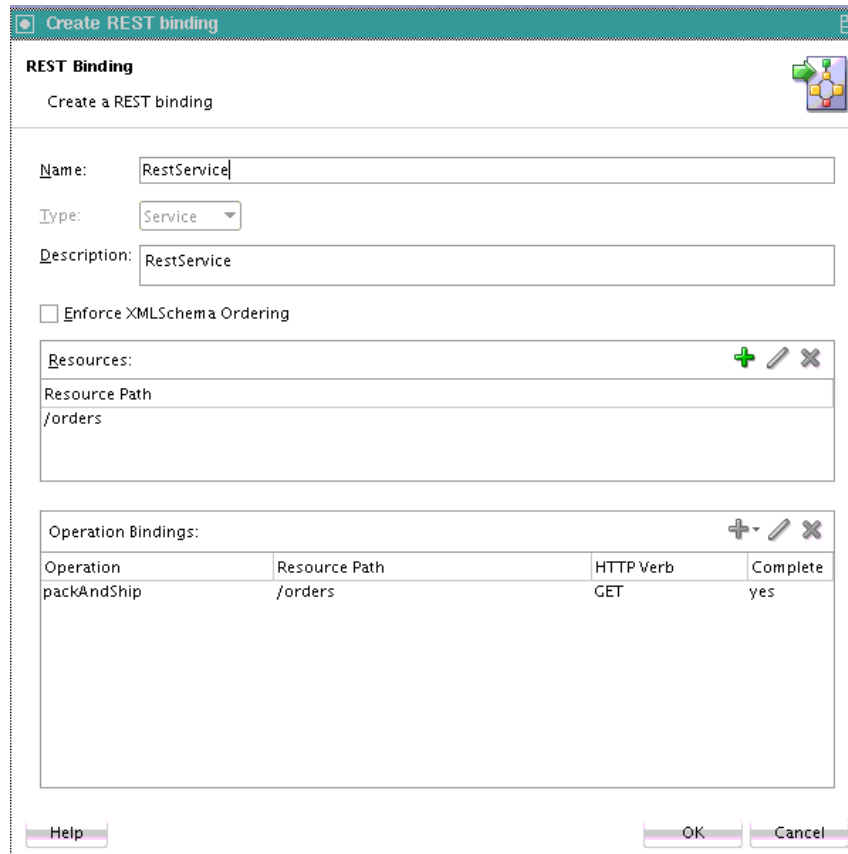 Create REST binding
REST Binding
Create a REST binding
Name: RestService
Type: Service
Description: RestService
Enforce XMLSchema Ordering
Resources:
Resource Path
/orders
Operation Bindings:
Operation Resource Path HTTP Verb Complete
packAndShip /orders GET yes
Help OK Cancel